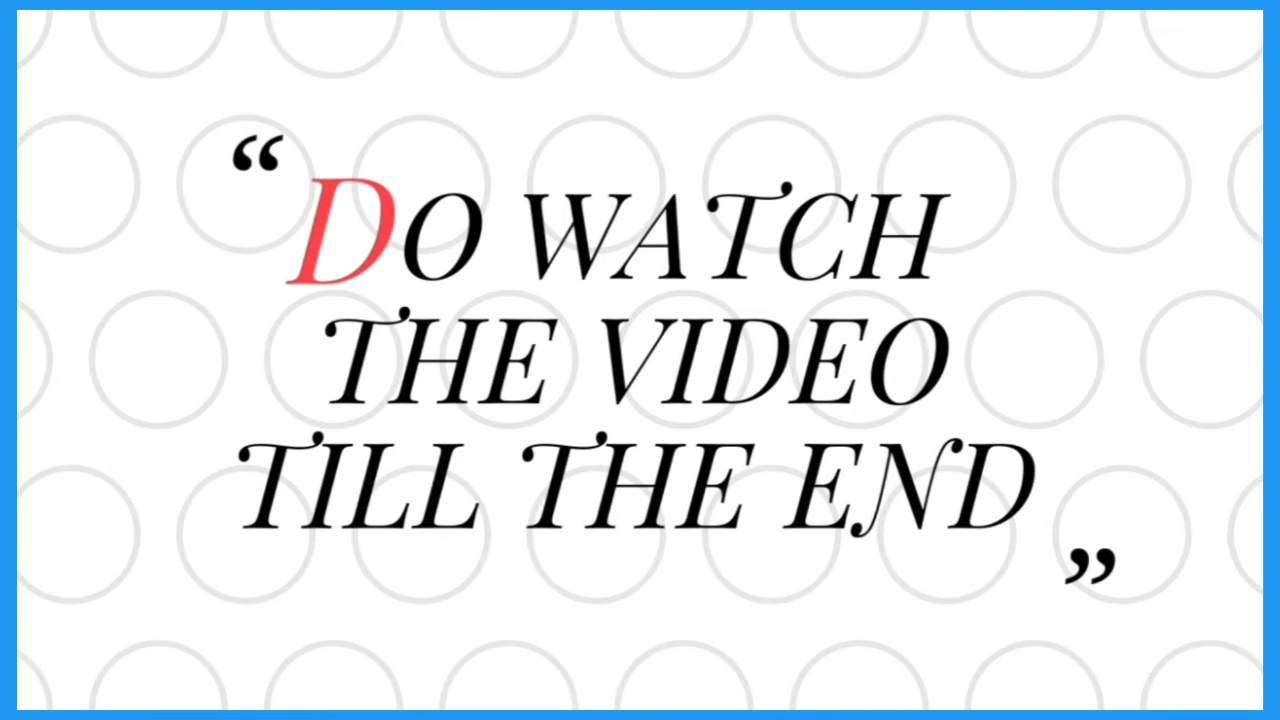 “DO WATCH
THE VIDEO
TILL THE END”